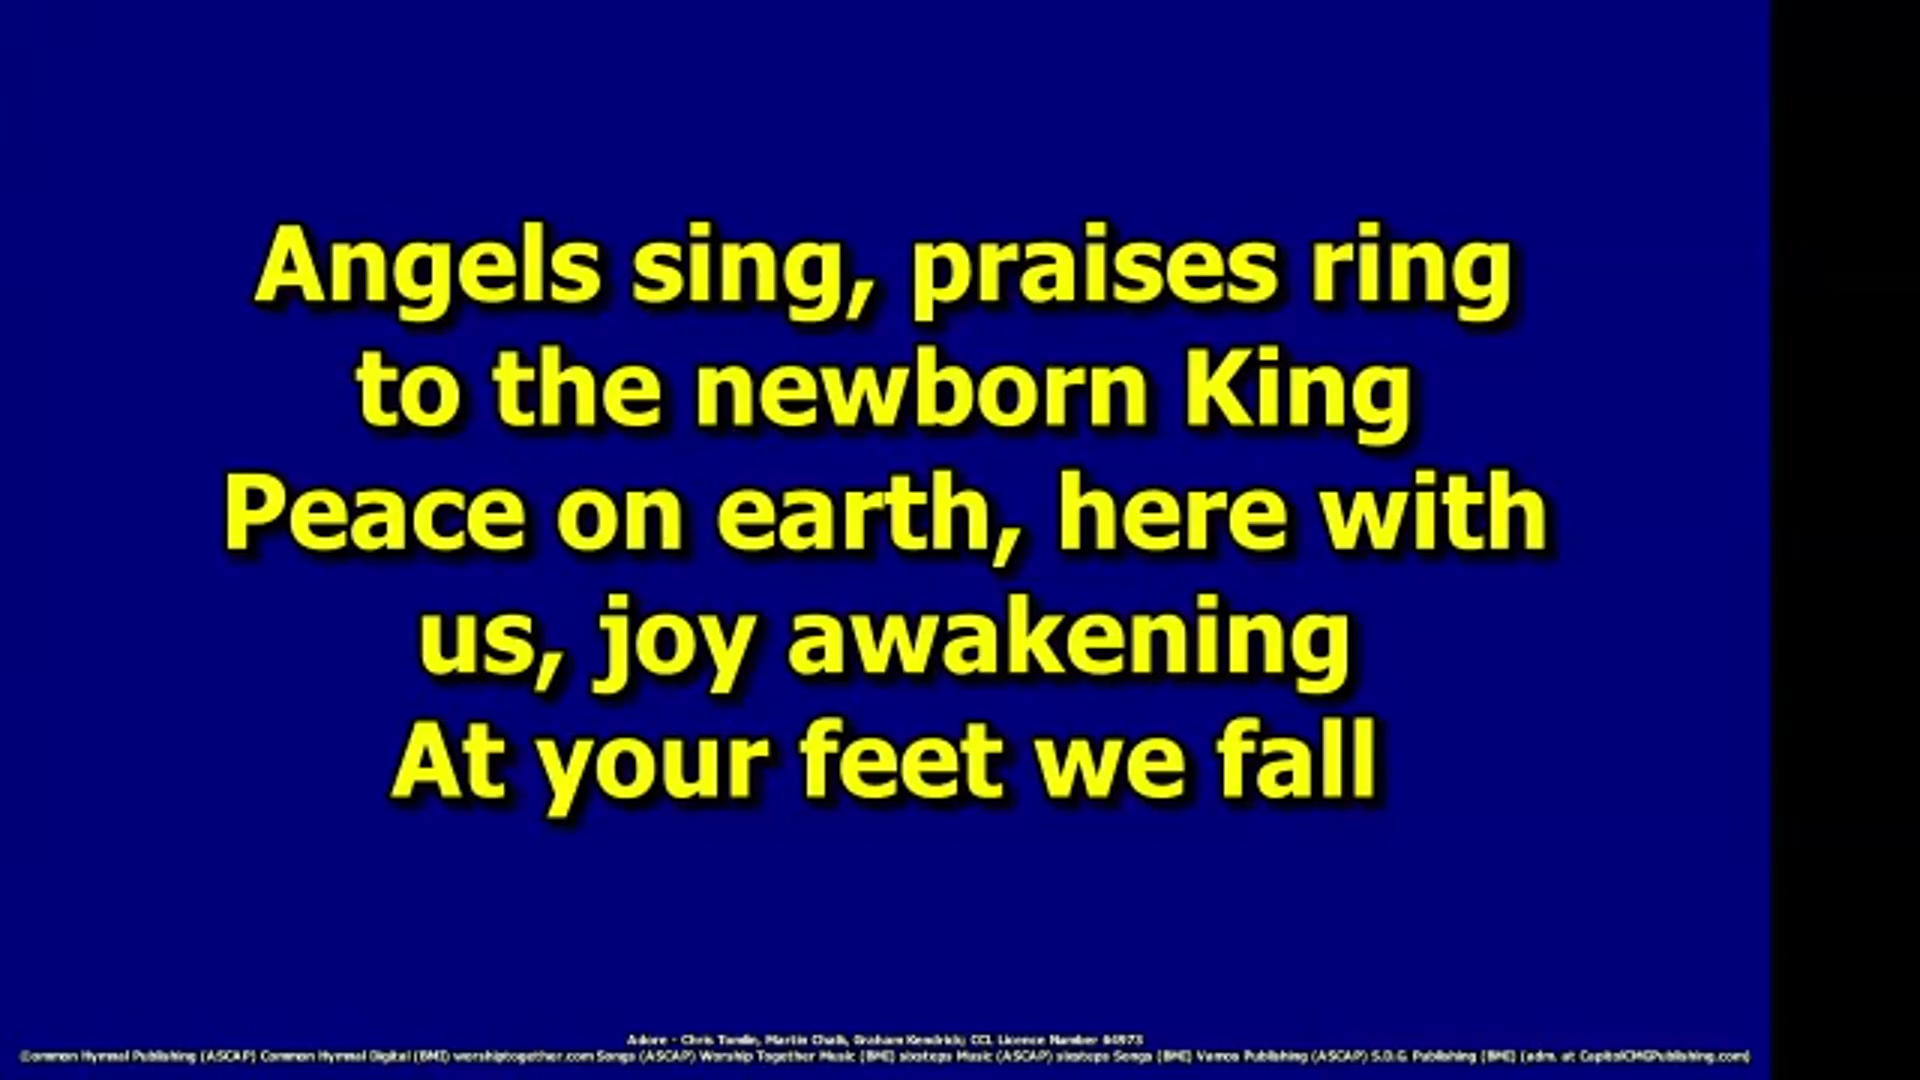 Angels sing, praises ring
to the newborn King
Peace on earth, here with
us, joy awakening
At your feet we fall
Adore - Chris Tomlin, Martin Chalk, Graham Kendrick; CCL Licence Number 64973
©Common Hymnal Publishing (ASCAP) Common Hymnal Digital (BMI) worshiptogether.com Songs (ASCAP) Worship Together Music (BMI) sixsteps Music (ASCAP) sixsteps Songs (BMI) Vamos Publishing (ASCAP) S.D.G. Publishing (BMI) (adm. at CapitolCMGPublishing.com)